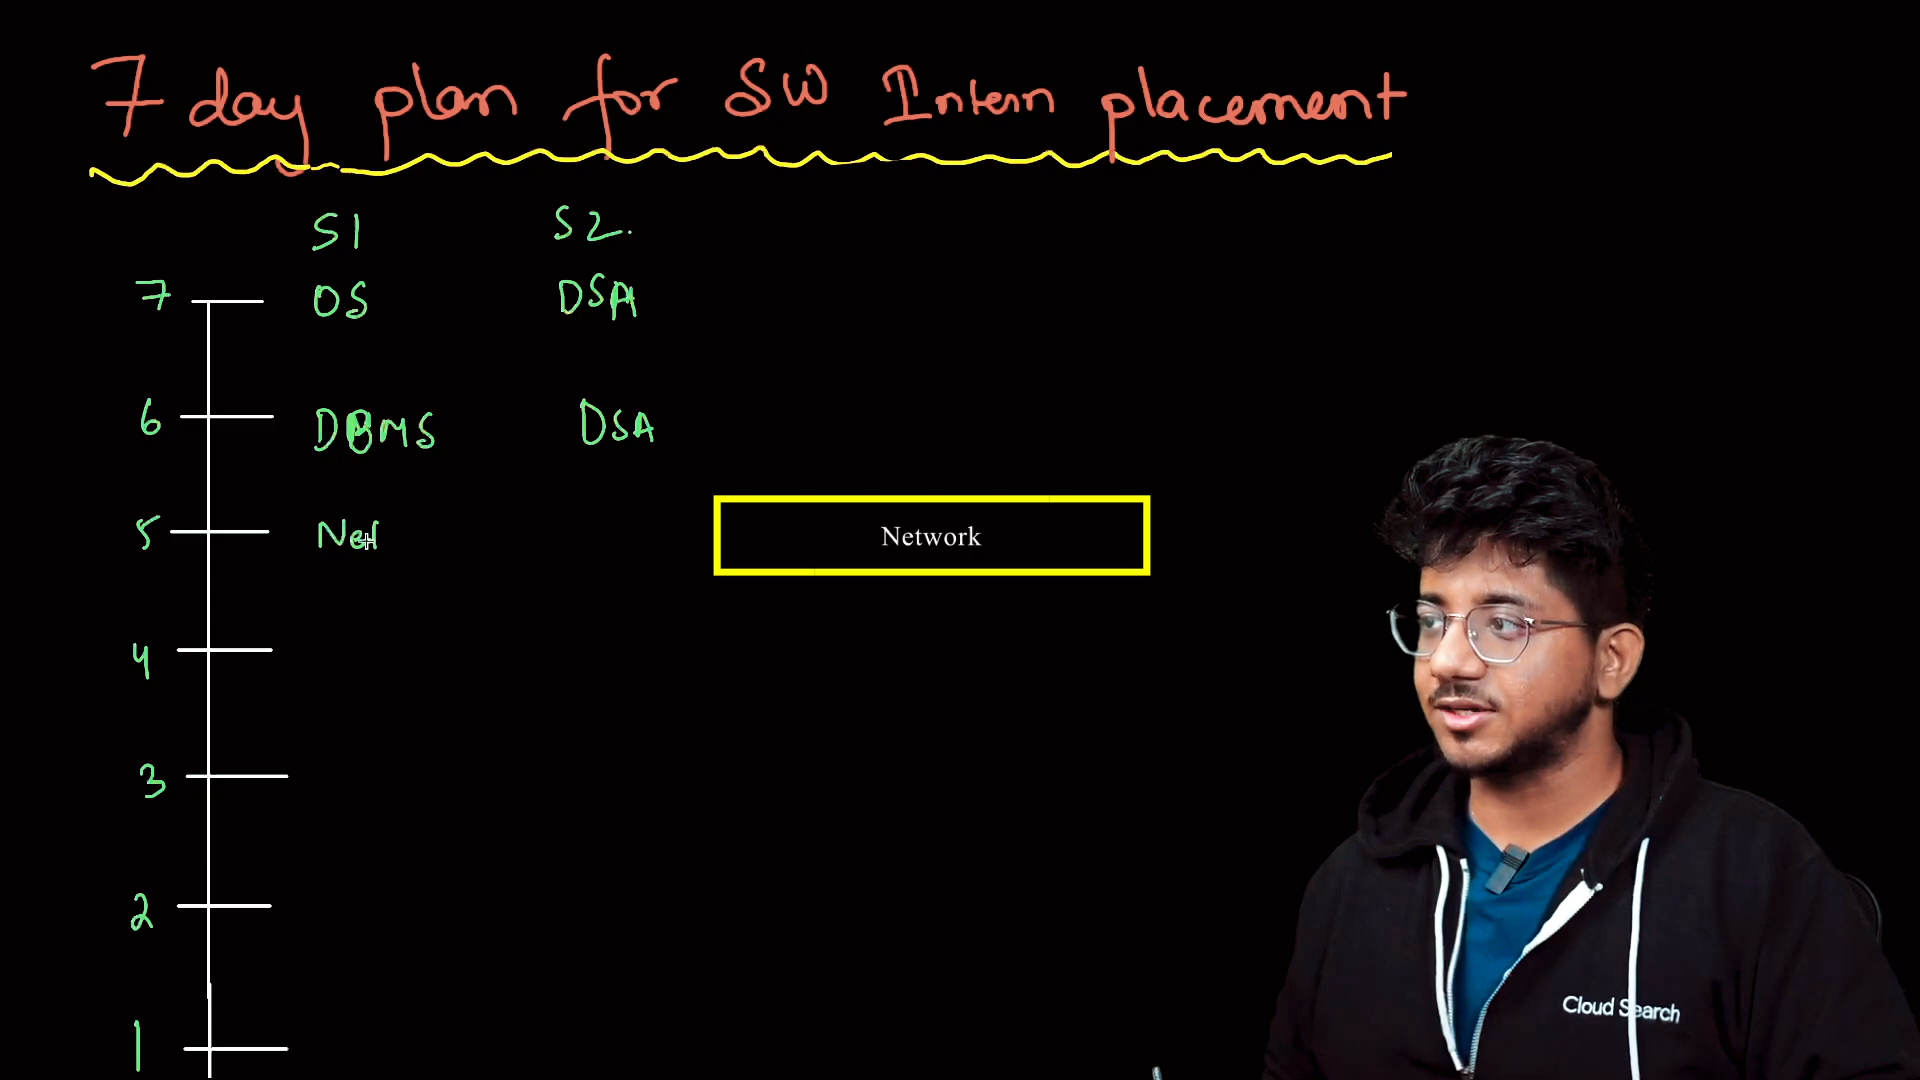 7 day plan for SW Intern placement
S1 S2.
7 OS DSA
6 DBMS DSA
5 Net
Network
4
3
2
Cloud Search
1